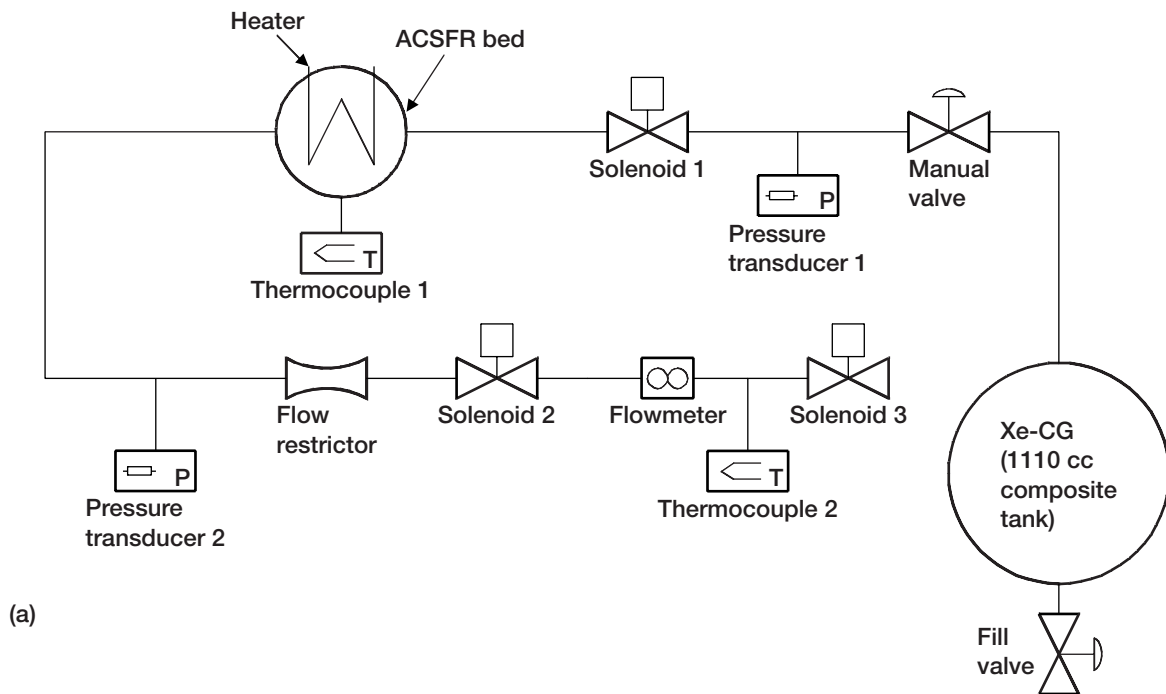 Heater
ACSFR bed
Solenoid 1
Manual
valve
P
Pressure
transducer 1
T
Thermocouple 1
Flow
restrictor
Solenoid 2
Flowmeter
Solenoid 3
P
Pressure
transducer 2
T
Thermocouple 2
Xe-CG
(1110 cc
composite
tank)
(a)
Fill
valve